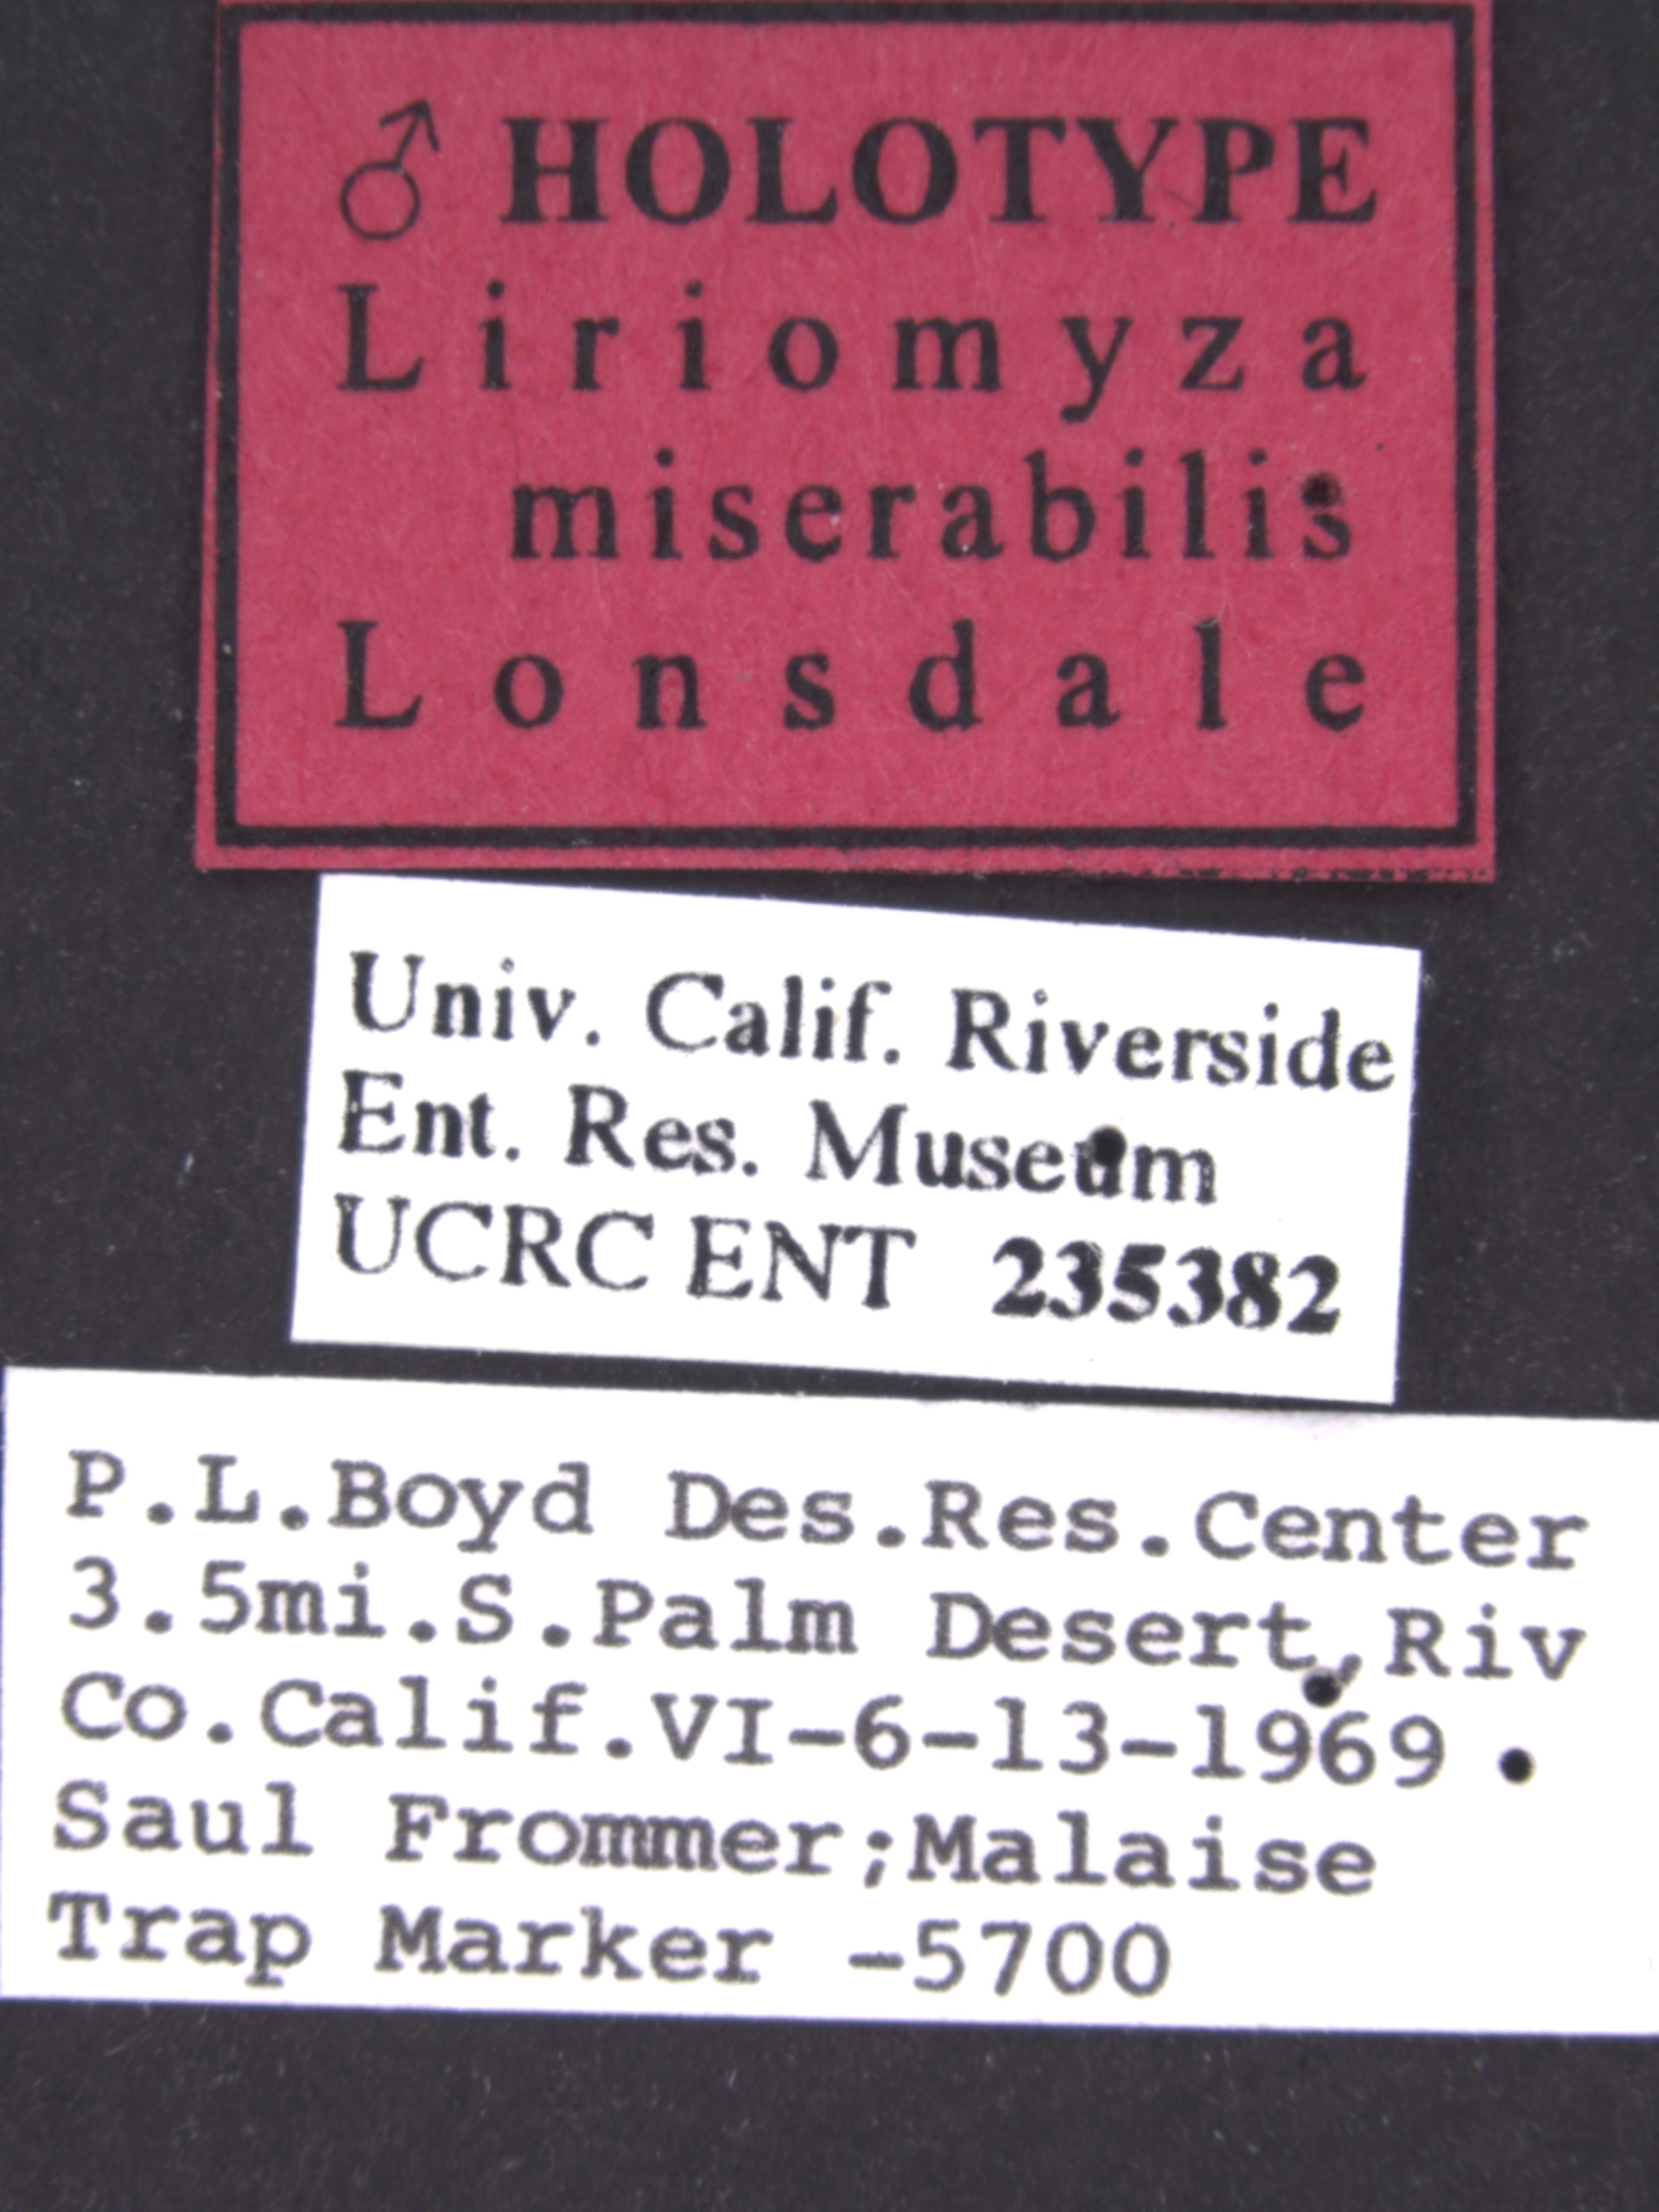 ♂ HOLOTYPE
Liriomyza
miserabilis
Lonsdale
Univ. Calif. Riverside
Ent. Res. Museum
UCRC ENT 235382
P.L.Boyd Des.Res.Center
3.5mi.S.Palm Desert,Riv
Co.Calif.VI-6-13-1969
Saul Frommer;Malaise
Trap Marker -5700